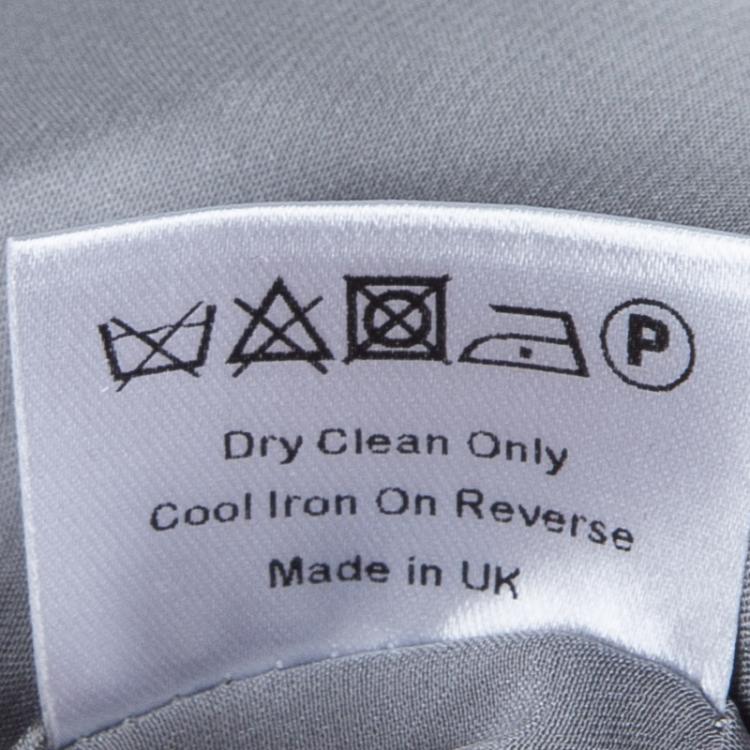 P
Dry Clean Only
Cool Iron On Reverse
Made in UK